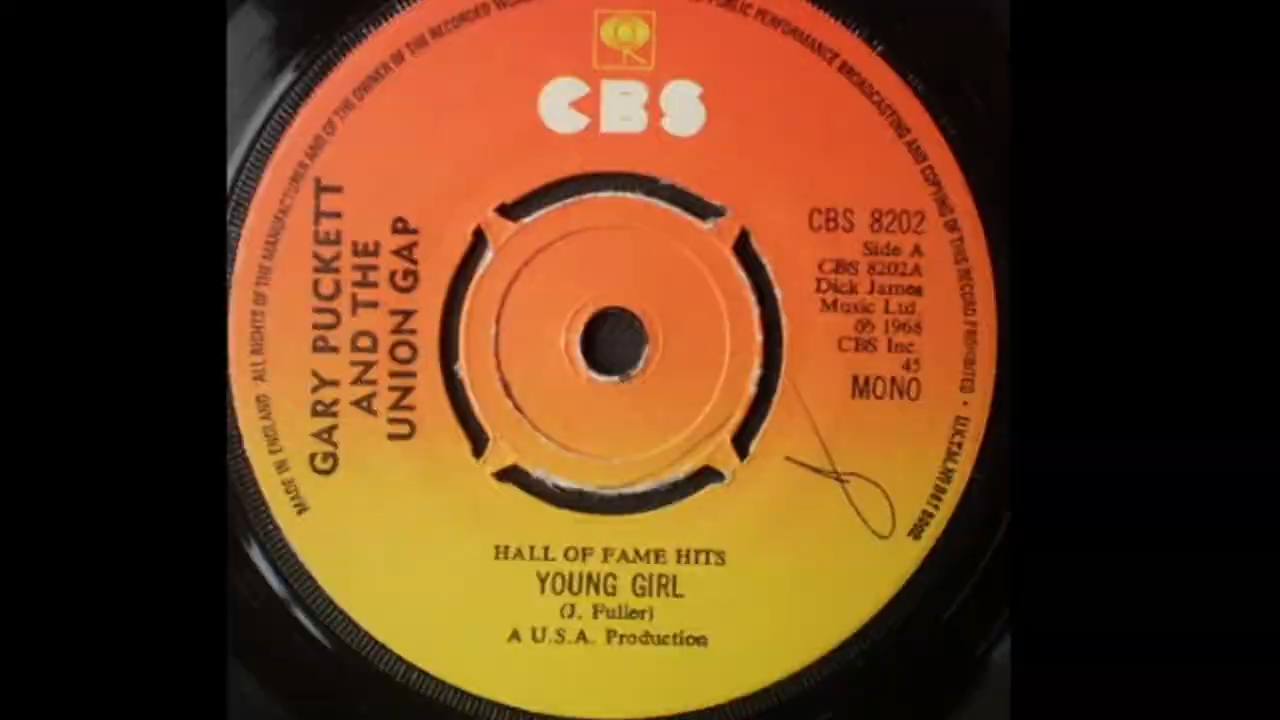 CBS
MADE IN ENGLAND · ALL RIGHTS OF THE MANUFACTURER AND OF THE OWNER OF THE RECORDED
PUBLIC PERFORMANCE BROADCASTING AND COPYING OF THIS RECORD PROHIBITED •
GARY PUCKETT
AND THE
UNION GAP
CBS 8202
Side A
CBS 8202A
Dick James
Music Ltd.
℗ 1968
CBS Inc.
45
MONO
HALL OF FAME HITS
YOUNG GIRL
(J. Fuller)
A U.S.A. Production